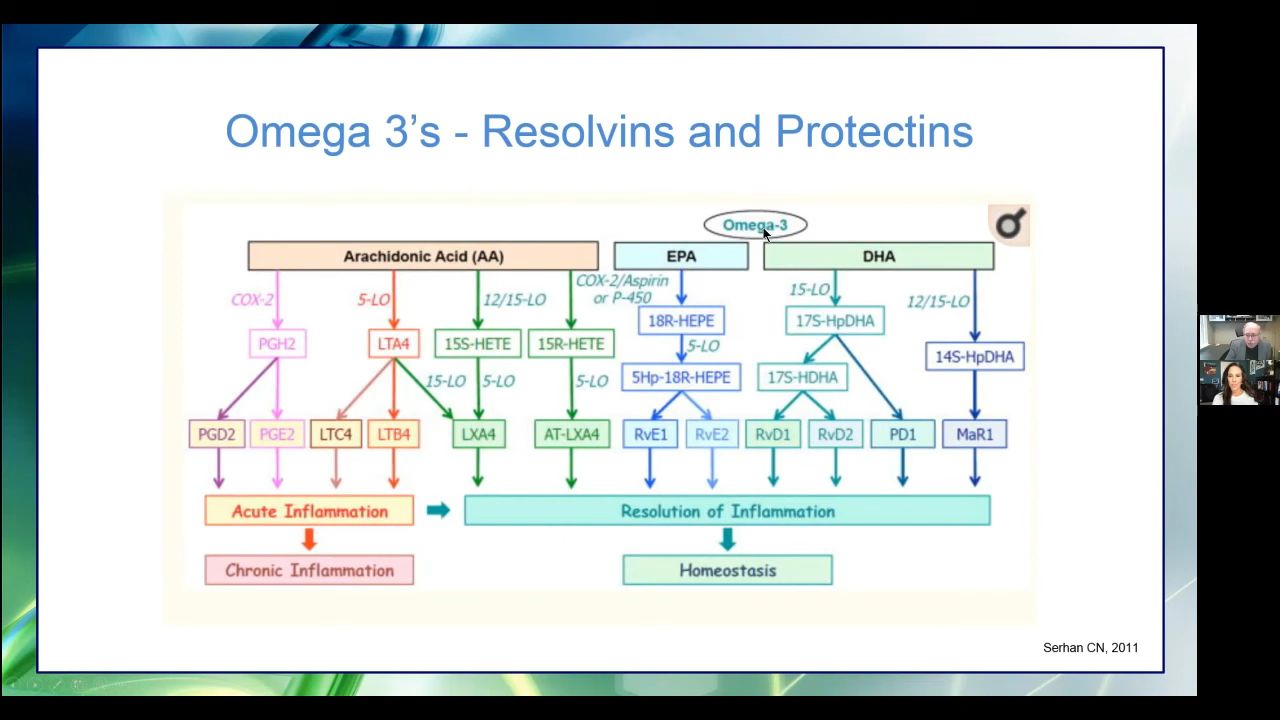 Omega 3’s - Resolvins and Protectins
Omega-3
Arachidonic Acid (AA)
EPA
DHA
COX-2
5-LO
12/15-LO
COX-2/Aspirin
or P-450
15-LO
12/15-LO
PGH2
LTA4
15S-HETE
15R-HETE
18R-HEPE
17S-HpDHA
14S-HpDHA
15-LO
5-LO
5-LO
5-LO
5Hp-18R-HEPE
17S-HDHA
PGD2
PGE2
LTC4
LTB4
LXA4
AT-LXA4
RvE1
RvE2
RvD1
RvD2
PD1
MaR1
Acute Inflammation
Resolution of Inflammation
Chronic Inflammation
Homeostasis
Serhan CN, 2011